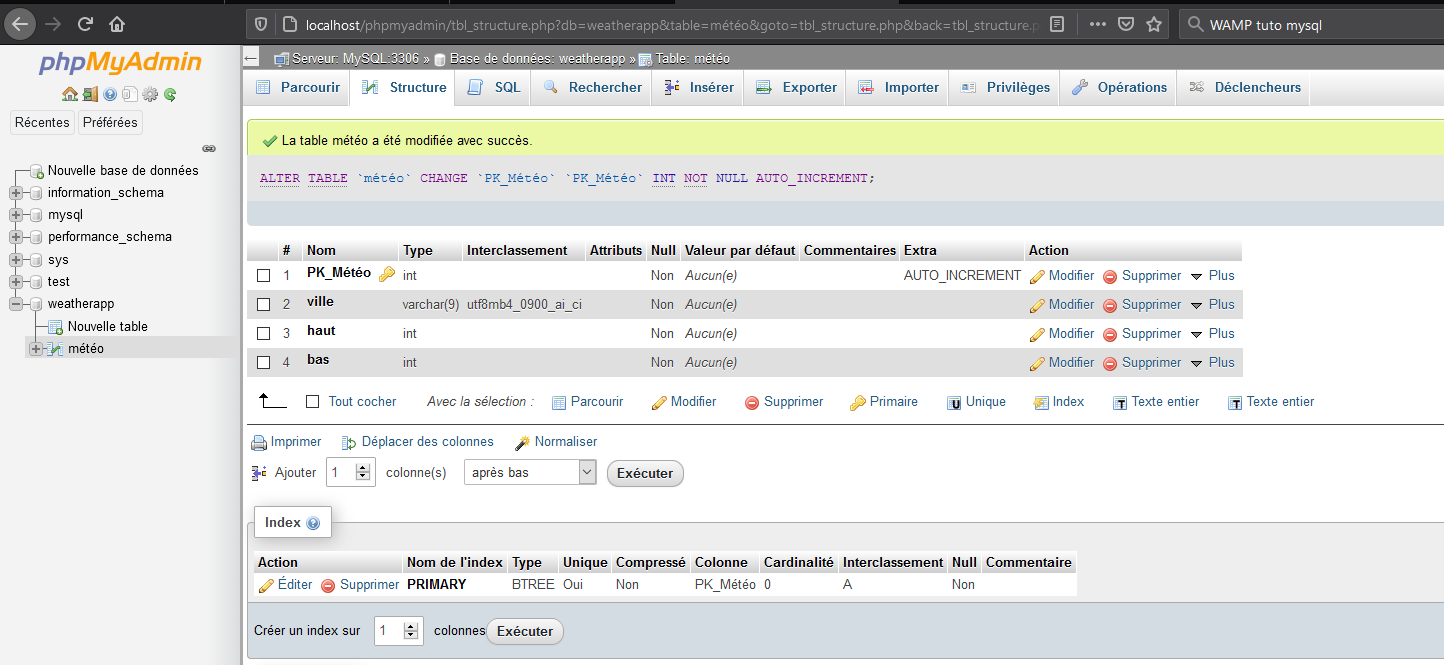 localhost/phpmyadmin/tbl_structure.php?db=weatherapp&table=météo&goto=tbl_structure.php&back=tbl_structure.p
WAMP tuto mysql
phpMyAdmin
Récentes Préférées
Nouvelle base de données
information_schema
mysql
performance_schema
sys
test
weatherapp
Nouvelle table
météo
Serveur: MySQL:3306 » Base de données: weatherapp » Table: météo
Parcourir Structure SQL Rechercher Insérer Exporter Importer Privilèges Opérations Déclencheurs
La table météo a été modifiée avec succès.
ALTER TABLE `météo` CHANGE `PK_Météo` `PK_Météo` INT NOT NULL AUTO_INCREMENT;
# Nom Type Interclassement Attributs Null Valeur par défaut Commentaires Extra Action
1 PK_Météo int Non Aucun(e) AUTO_INCREMENT Modifier Supprimer Plus
2 ville varchar(9) utf8mb4_0900_ai_ci Non Aucun(e) Modifier Supprimer Plus
3 haut int Non Aucun(e) Modifier Supprimer Plus
4 bas int Non Aucun(e) Modifier Supprimer Plus
Tout cocher Avec la sélection : Parcourir Modifier Supprimer Primaire Unique Index Texte entier Texte entier
Imprimer Déplacer des colonnes Normaliser
Ajouter 1 colonne(s) après bas Exécuter
Index
Action Nom de l'index Type Unique Compressé Colonne Cardinalité Interclassement Null Commentaire
Éditer Supprimer PRIMARY BTREE Oui Non PK_Météo 0 A Non
Créer un index sur 1 colonnes Exécuter